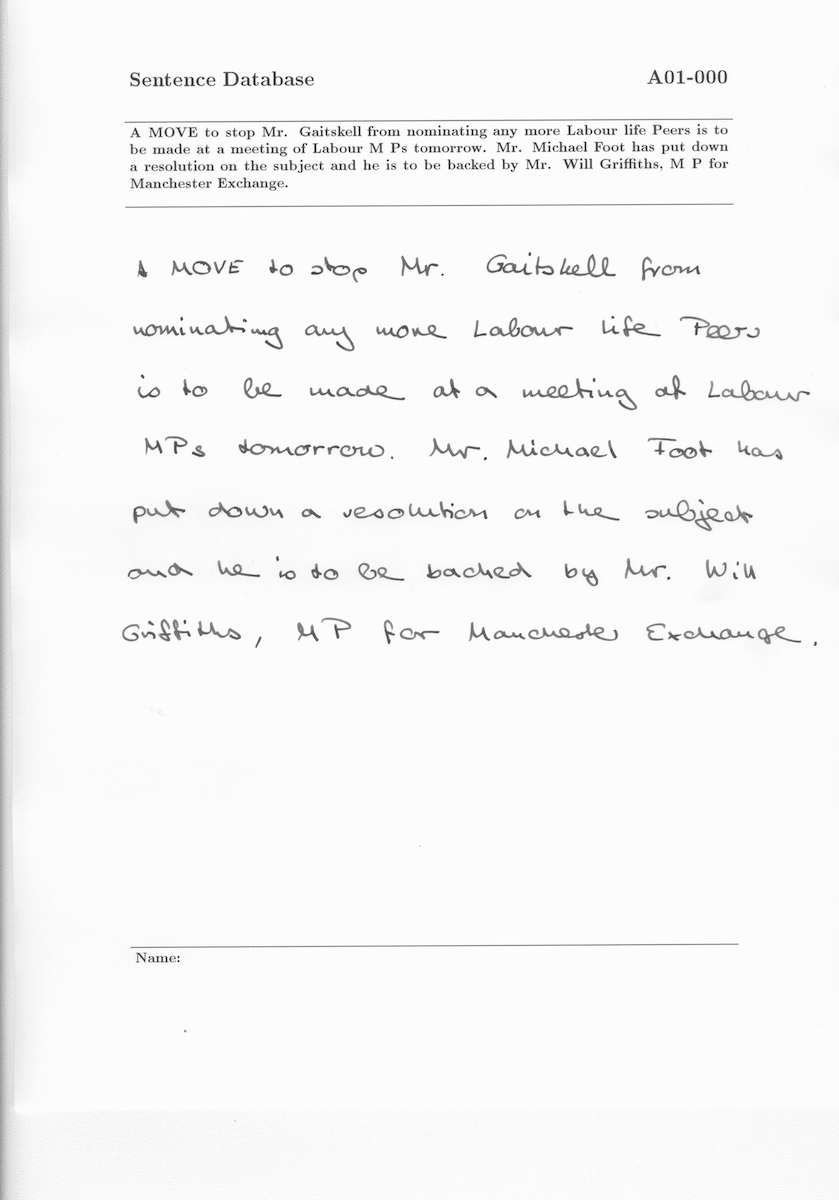 Sentence Database A01-000
A MOVE to stop Mr. Gaitskell from nominating any more Labour life Peers is to
be made at a meeting of Labour M Ps tomorrow. Mr. Michael Foot has put down
a resolution on the subject and he is to be backed by Mr. Will Griffiths, M P for
Manchester Exchange.
A MOVE to stop Mr. Gaitskell from
nominating any more Labour life Peers
is to be made at a meeting of Labour
MPs tomorrow. Mr. Michael Foot has
put down a resolution on the subject
and he is to be backed by Mr. Will
Griffiths, MP for Manchester Exchange.
Name: